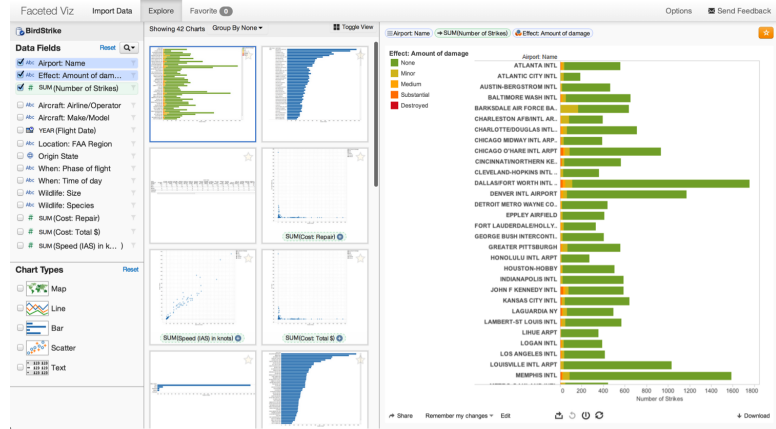 Faceted Viz
Import Data
Explore
Favorite 0
Options
Send Feedback
BirdStrike
Data Fields
Reset
Abc Airport: Name
Abc Effect: Amount of dam...
# SUM (Number of Strikes)
Abc Aircraft: Airline/Operator
Abc Aircraft: Make/Model
YEAR (Flight Date)
Abc Location: FAA Region
Origin State
Abc When: Phase of flight
Abc When: Time of day
Abc Wildlife: Size
Abc Wildlife: Species
# SUM (Cost: Repair)
# SUM (Cost: Total $)
# SUM (Speed (IAS) in k... )
Chart Types
Reset
Map
Line
Bar
Scatter
Text
Showing 42 Charts
Group By None
Toggle View
SUM(Cost: Repair)
SUM(Speed (IAS) in knots)
SUM(Cost: Total $)
Airport: Name
SUM(Number of Strikes)
Effect: Amount of damage
Effect: Amount of damage
None
Minor
Medium
Substantial
Destroyed
Airport: Name
ATLANTA INTL
ATLANTIC CITY INTL
AUSTIN-BERGSTROM INTL
BALTIMORE WASH INTL
BARKSDALE AIR FORCE BA..
CHARLESTON AFB/INTL AR..
CHARLOTTE/DOUGLAS INTL..
CHICAGO MIDWAY INTL ARP..
CHICAGO O'HARE INTL ARPT
CINCINNATI/NORTHERN KE..
CLEVELAND-HOPKINS INTL ..
DALLAS/FORT WORTH INTL ..
DENVER INTL AIRPORT
DETROIT METRO WAYNE CO..
EPPLEY AIRFIELD
FORT LAUDERDALE/HOLLY..
GEORGE BUSH INTERCONTI..
GREATER PITTSBURGH
HONOLULU INTL ARPT
HOUSTON-HOBBY
INDIANAPOLIS INTL
JOHN F KENNEDY INTL
KANSAS CITY INTL
LAGUARDIA NY
LAMBERT-ST LOUIS INTL
LIHUE ARPT
LOGAN INTL
LOS ANGELES INTL
LOUISVILLE INTL ARPT
MEMPHIS INTL
0 200 400 600 800 1000 1200 1400 1600 1800
Number of Strikes
Share
Remember my changes
Edit
Download